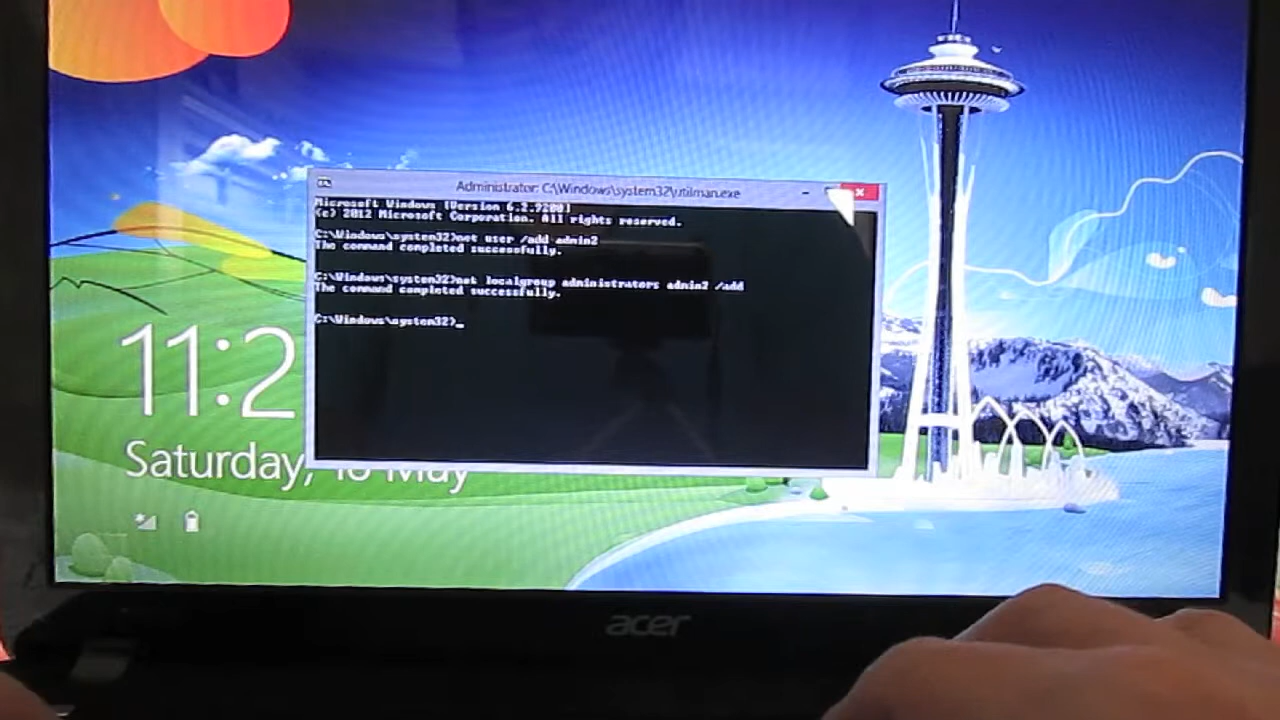 Administrator: C:\Windows\system32\utilman.exe
Microsoft Windows [Version 6.2.9200]
(c) 2012 Microsoft Corporation. All rights reserved.
C:\Windows\system32>net user /add admin2
The command completed successfully.
C:\Windows\system32>net localgroup administrators admin2 /add
The command completed successfully.
C:\Windows\system32>_
11:2
Saturday, 18 May
acer